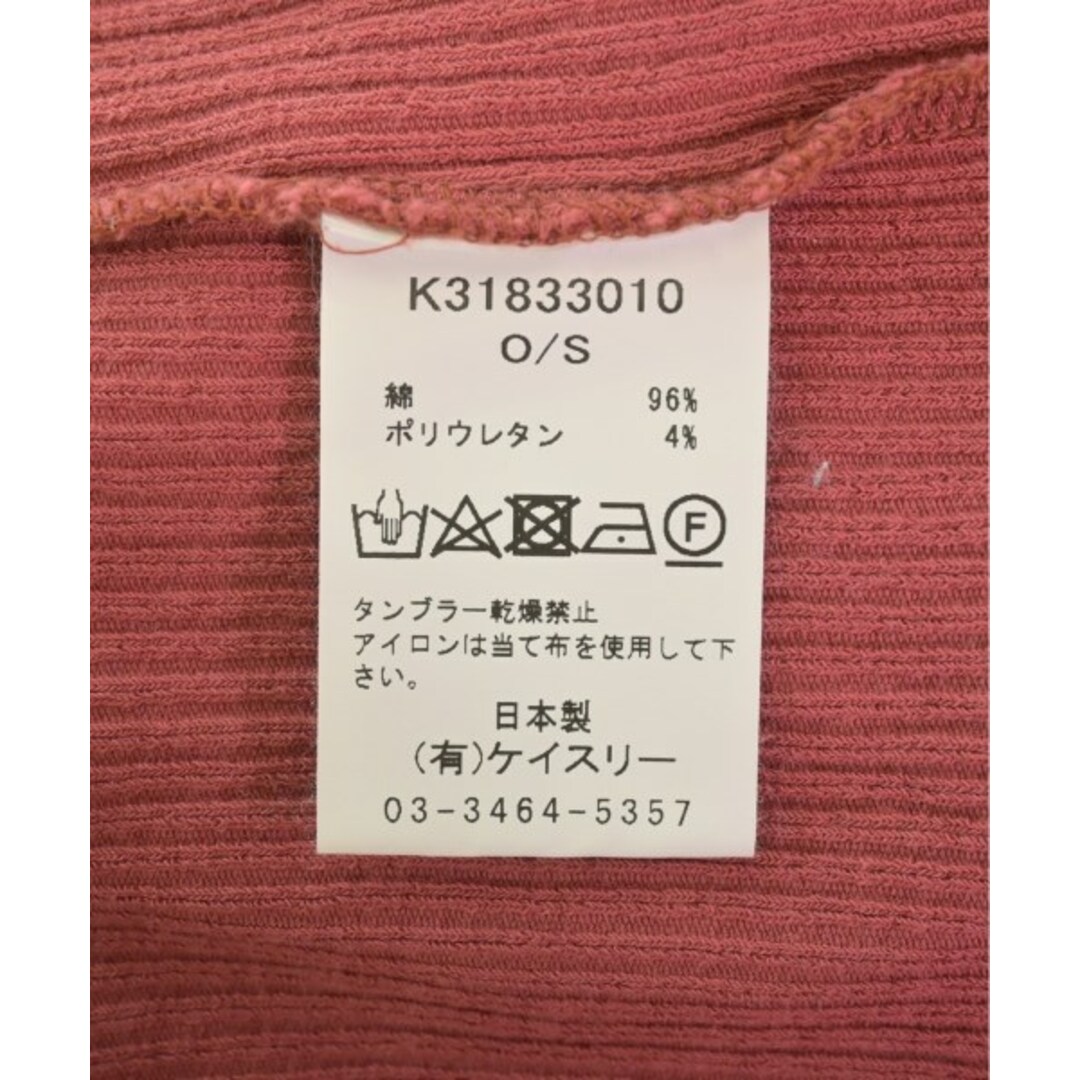 K31833010
O/S
綿 96%
ポリウレタン 4%
F
タンブラー乾燥禁止
アイロンは当て布を使用して下
さい。
日本製
(有)ケイスリー
03-3464-5357